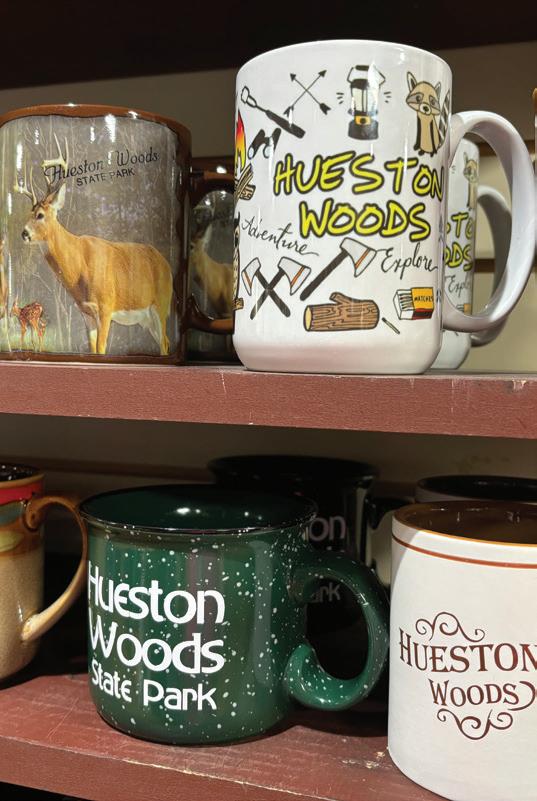 Hueston Woods
STATE PARK
HUESTON
WOODS
Adventure
Explore
MATCHES
Hueston
Woods
State Park
HUESTON
WOODS